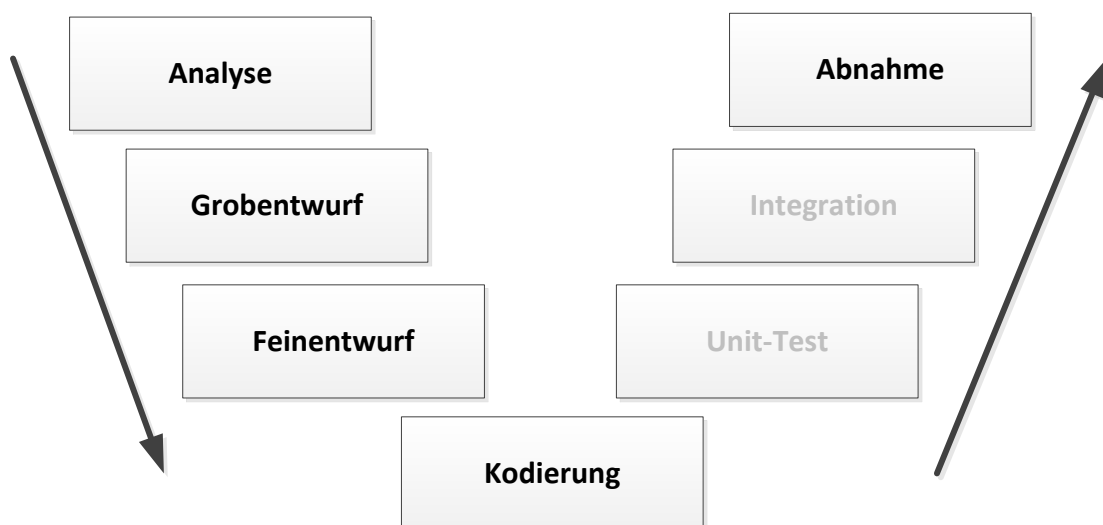 Analyse
Abnahme
Grobentwurf
Integration
Feinentwurf
Unit-Test
Kodierung